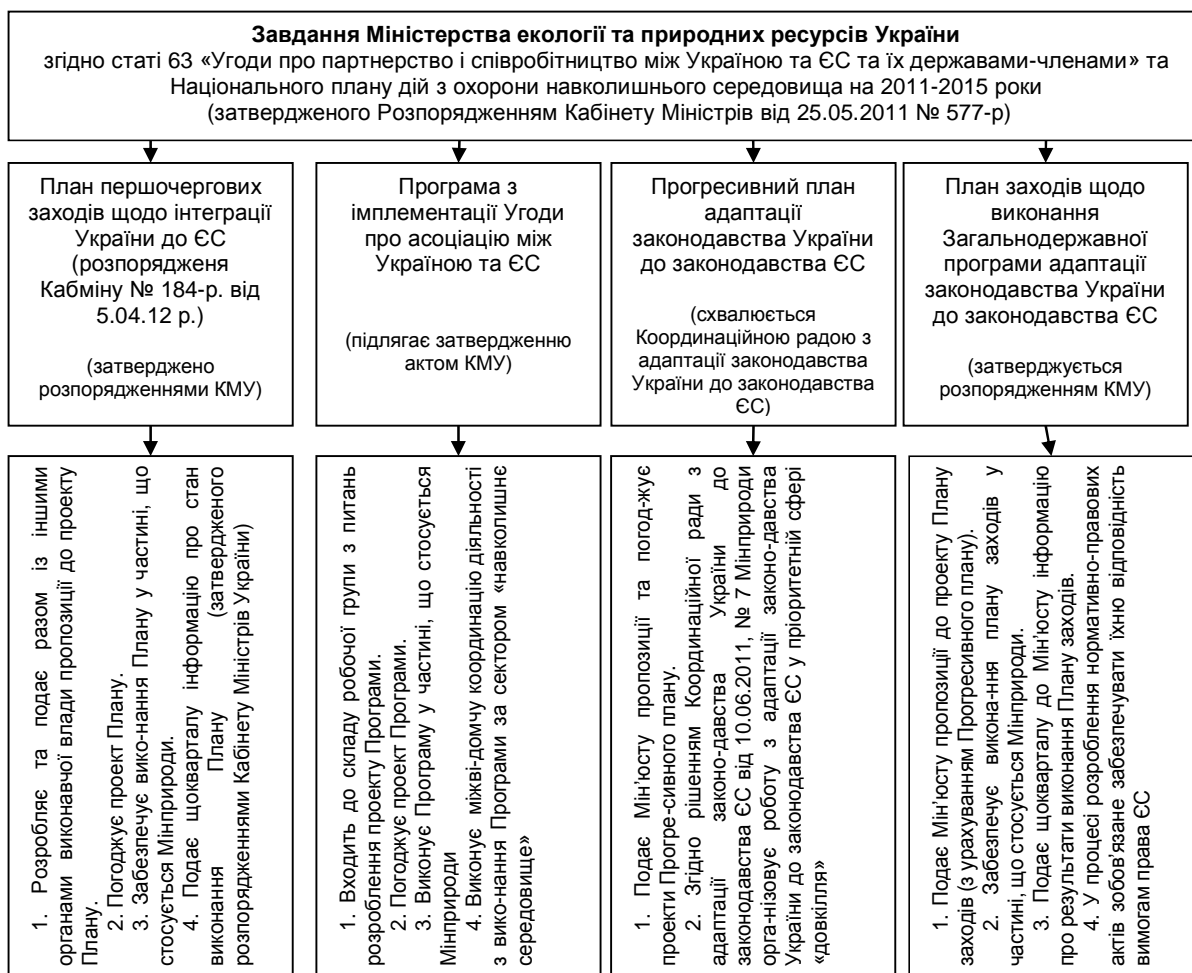 Завдання Міністерства екології та природних ресурсів України
згідно статі 63 «Угоди про партнерство і співробітництво між Україною та ЄС та їх державами-членами» та
Національного плану дій з охорони навколишнього середовища на 2011-2015 роки
(затвердженого Розпорядженням Кабінету Міністрів від 25.05.2011 № 577-р)
План першочергових
заходів щодо інтеграції
України до ЄС
(розпорядженя
Кабміну № 184-р. від
5.04.12 р.)
(затверджено
розпорядженнями КМУ)
Програма з
імплементації Угоди
про асоціацію між
Україною та ЄС
(підлягає затвердженню
актом КМУ)
Прогресивний план
адаптації
законодавства України
до законодавства ЄС
(схвалюється
Координаційною радою з
адаптації законодавства
України до законодавства
ЄС)
План заходів щодо
виконання
Загальнодержавної
програми адаптації
законодавства України
до законодавства ЄС
(затверджується
розпорядженням КМУ)
1. Розробляє та подає разом із іншими
органами виконавчої влади пропозиції до проекту
Плану.
2. Погоджує проект Плану.
3. Забезпечує вико-нання Плану у частині, що
стосується Мінприроди.
4. Подає щокварталу інформацію про стан
виконання Плану (затвердженого
розпорядженнями Кабінету Міністрів України)
1. Входить до складу робочої групи з питань
розроблення проекту Програми.
2. Погоджує проект Програми.
3. Виконує Програму у частині, що стосується
Мінприроди
4. Виконує міжві-домчу координацію діяльності
з вико-нання Програми за сектором «навколишнє
середовище»
1. Подає Мін’юсту пропозиції та погод-жує
проекти Прогре-сивного плану.
2. Згідно рішенням Координаційної ради з
адаптації законо-давства України до
законодавства ЄС від 10.06.2011, № 7 Мінприроди
орга-нізовує роботу з адаптації законо-давства
України до законодавства ЄС у пріоритетній сфері
«довкілля»
1. Подає Мін’юсту пропозиції до проекту Плану
заходів (з урахуванням Прогресивного плану).
2. Забезпечує викона-ння плану заходів у
частині, що стосується Мінприроди.
3. Подає щокварталу до Мін’юсту інформацію
про результати виконання Плану заходів.
4. У процесі розроблення нормативно-правових
актів зобов’язане забезпечувати їхню відповідність
вимогам права ЄС